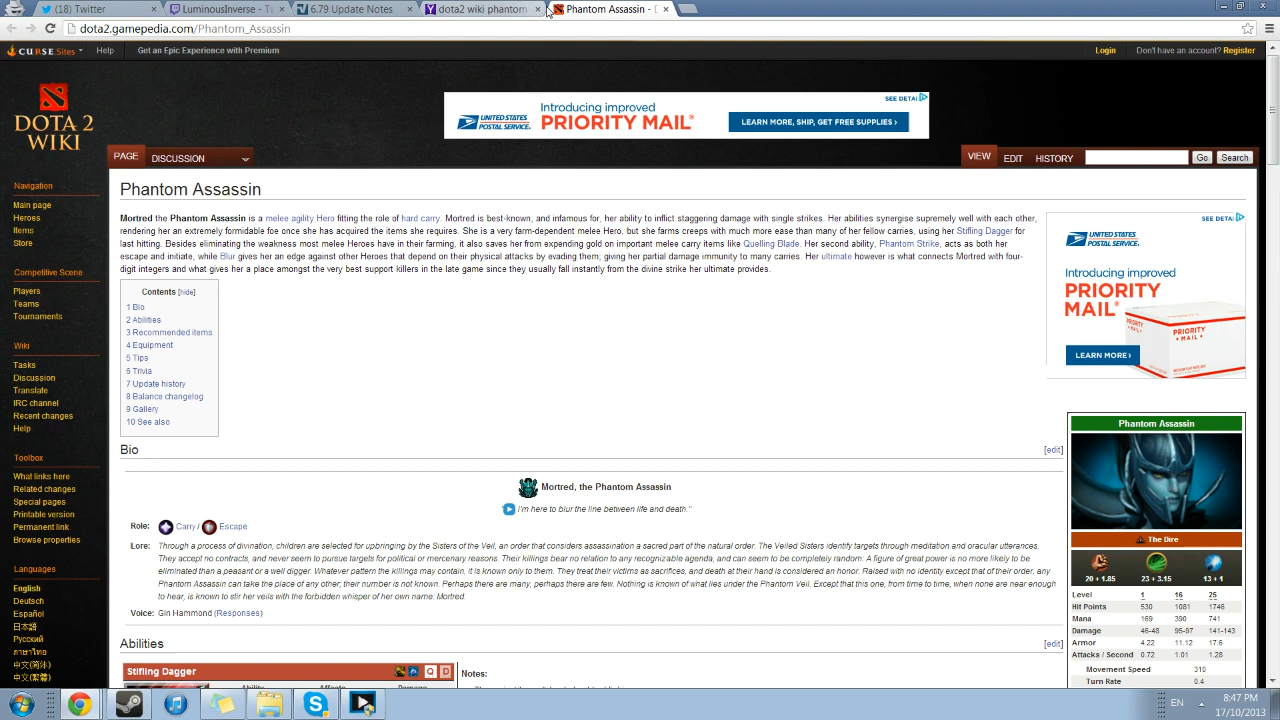 (18) Twitter
LuminousInverse - Tw
6.79 Update Notes
dota2 wiki phantom
Phantom Assassin - D
dota2.gamepedia.com/Phantom_Assassin
CURSE Sites
Help
Get an Epic Experience with Premium
Login
Don't have an account? Register
DOTA 2
WIKI
SEE DETAI
UNITED STATES POSTAL SERVICE
Introducing improved
PRIORITY MAIL®
LEARN MORE, SHIP, GET FREE SUPPLIES ›
PAGE
DISCUSSION
VIEW
EDIT
HISTORY
Go
Search
Navigation
Main page
Heroes
Items
Store
Competitive Scene
Players
Teams
Tournaments
Wiki
Tasks
Discussion
Translate
IRC channel
Recent changes
Help
Toolbox
What links here
Related changes
Special pages
Printable version
Permanent link
Browse properties
Languages
English
Deutsch
Español
日本語
Русский
ภาษาไทย
中文(简体)
中文(繁體)
Phantom Assassin
Mortred the Phantom Assassin is a melee agility Hero fitting the role of hard carry. Mortred is best-known, and infamous for, her ability to inflict staggering damage with single strikes. Her abilities synergise supremely well with each other,
rendering her an extremely formidable foe once she has acquired the items she requires. She is a very farm-dependent melee Hero, but she farms creeps with much more ease than many of her fellow carries, using her Stifling Dagger for
last hitting. Besides eliminating the weakness most melee Heroes have in their farming, it also saves her from expending gold on important melee carry items like Quelling Blade. Her second ability, Phantom Strike, acts as both her
escape and initiate, while Blur gives her an edge against other Heroes that depend on their physical attacks by evading them, giving her partial damage immunity to many carries. Her ultimate however is what connects Mortred with four-
digit integers and what gives her a place amongst the very best support killers in the late game since they usually fall instantly from the divine strike her ultimate provides.
Contents [hide]
1 Bio
2 Abilities
3 Recommended items
4 Equipment
5 Tips
6 Trivia
7 Update history
8 Balance changelog
9 Gallery
10 See also
SEE DETAI
UNITED STATES
POSTAL SERVICE
Introducing improved
PRIORITY
MAIL®
LEARN MORE ›
PRIORITY
MAIL
Bio
[edit]
Mortred, the Phantom Assassin
I'm here to blur the line between life and death."
Role: Carry / Escape
Lore: Through a process of divination, children are selected for upbringing by the Sisters of the Veil, an order that considers assassination a sacred part of the natural order. The Veiled Sisters identify targets through meditation and oracular utterances.
They accept no contracts, and never seem to pursue targets for political or mercenary reasons. Their killings bear no relation to any recognizable agenda, and can seem to be completely random. A figure of great power is no more likely to be
eliminated than a peasant or a well digger. Whatever pattern the killings may contain, it is known only to them. They treat their victims as sacrifices, and death at their hand is considered an honor. Raised with no identity except that of their order, any
Phantom Assassin can take the place of any other; their number is not known. Perhaps there are many, perhaps there are few. Nothing is known of what lies under the Phantom Veil. Except that this one, from time to time, when none are near enough
to hear, is known to stir her veils with the forbidden whisper of her own name: Mortred.
Voice: Gin Hammond (Responses)
Abilities
[edit]
Stifling Dagger
Q
D
Ability
Affects
Damage
Notes:
Phantom Assassin
The Dire
20 + 1.85
23 + 3.15
13 + 1
Level 1 16 25
Hit Points 530 1081 1746
Mana 169 390 741
Damage 46-48 95-97 141-143
Armor 4.22 11.12 17.6
Attacks / Second 0.72 1.01 1.28
Movement Speed 310
Turn Rate 0.4
EN
8:47 PM
17/10/2013